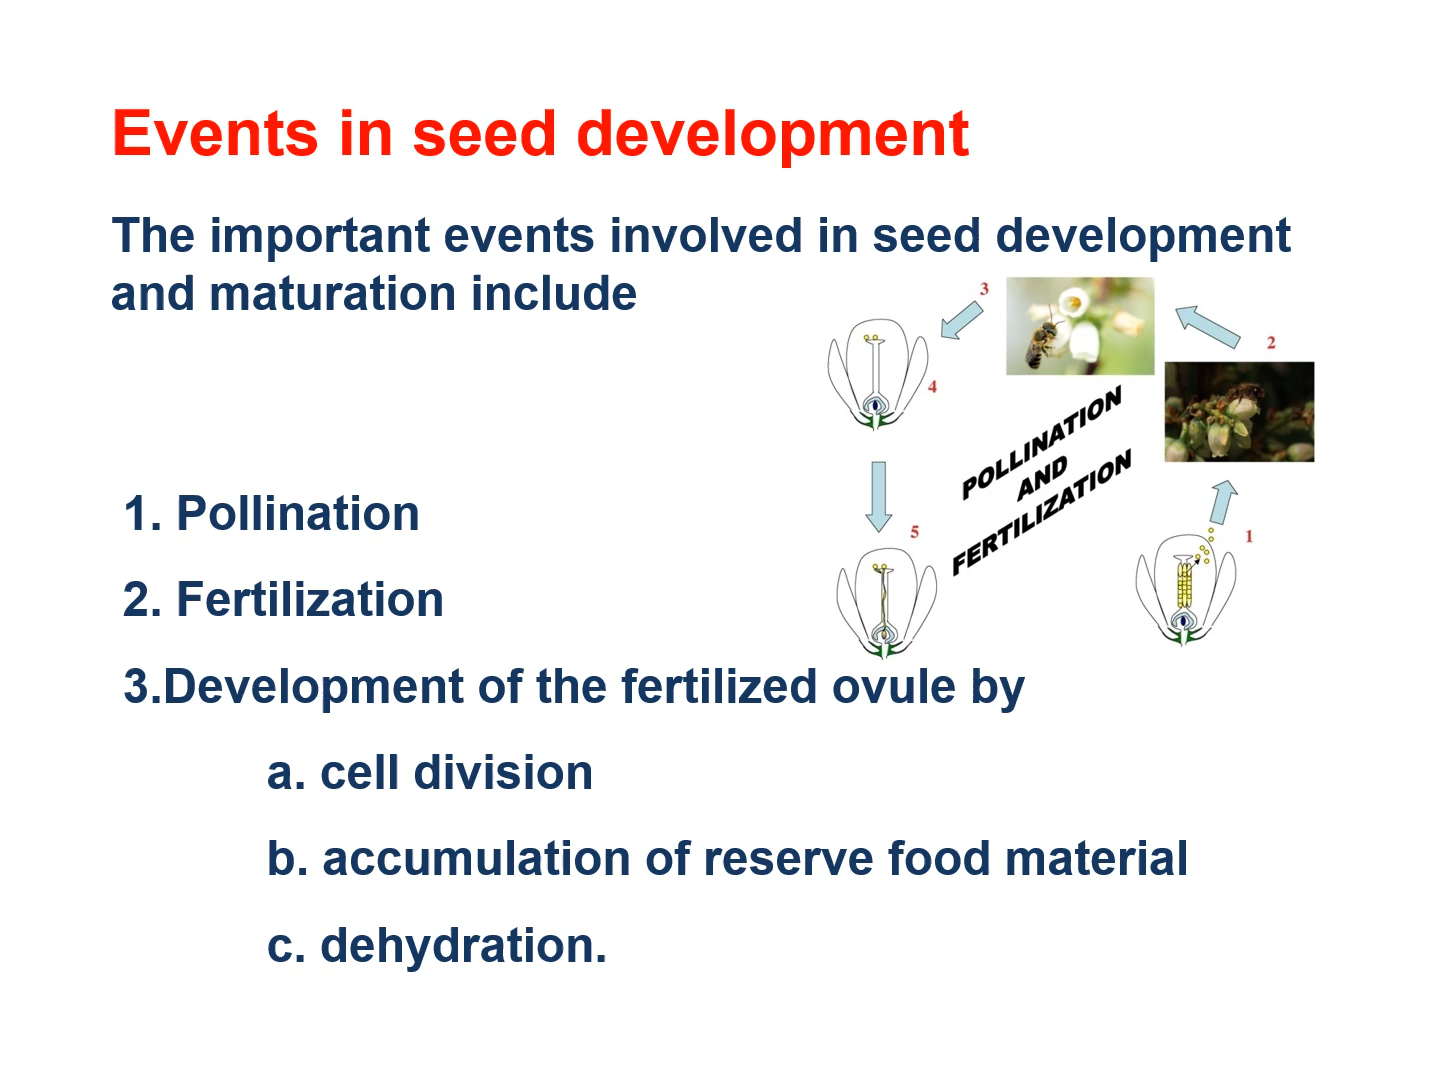 Events in seed development
The important events involved in seed development
and maturation include
3
2
4
POLLINATION
AND
FERTILIZATION
5
1
1. Pollination
2. Fertilization
3.Development of the fertilized ovule by
a. cell division
b. accumulation of reserve food material
c. dehydration.